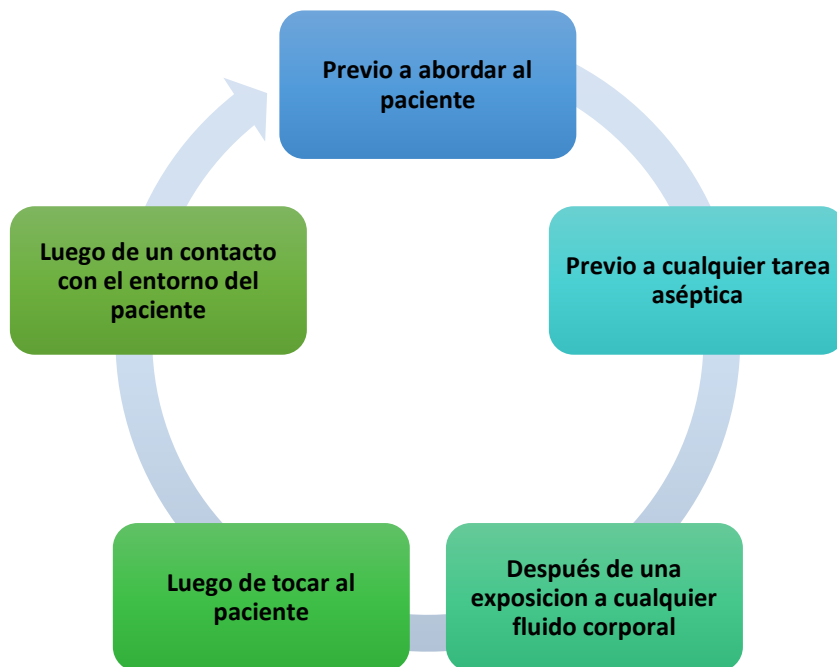 Previo a abordar al
paciente
Previo a cualquier tarea
aséptica
Después de una
exposicion a cualquier
fluido corporal
Luego de tocar al
paciente
Luego de un contacto
con el entorno del
paciente